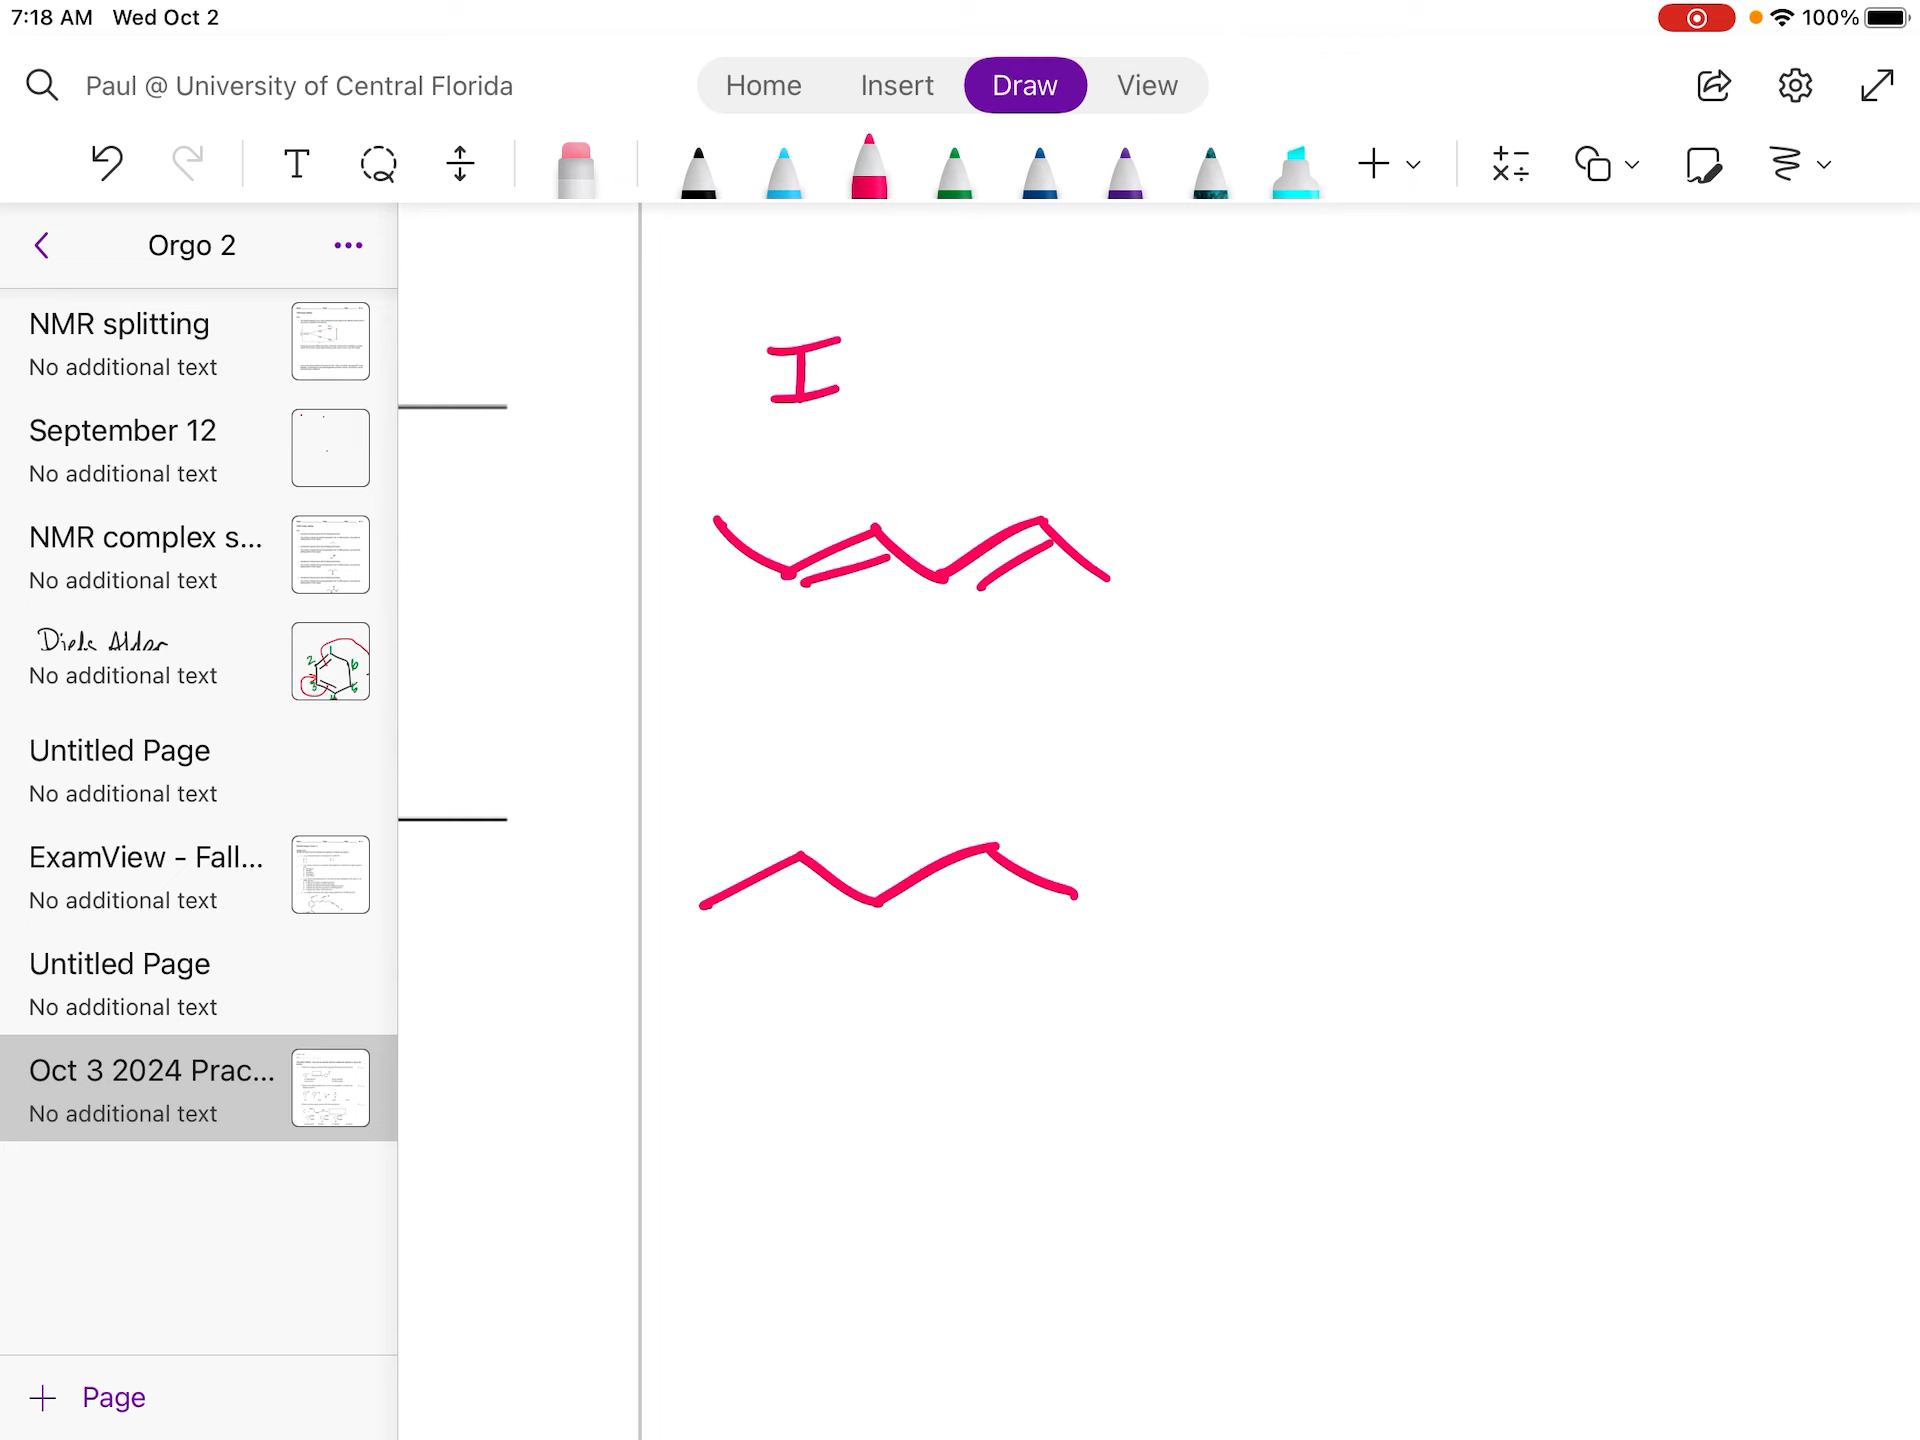 7:18 AM Wed Oct 2 100%
Paul @ University of Central Florida Home Insert Draw View
T
Orgo 2
NMR splitting
No additional text
September 12
No additional text
NMR complex s...
No additional text
Diels Alder
No additional text
Untitled Page
No additional text
ExamView - Fall...
No additional text
Untitled Page
No additional text
Oct 3 2024 Prac...
No additional text
Page
I